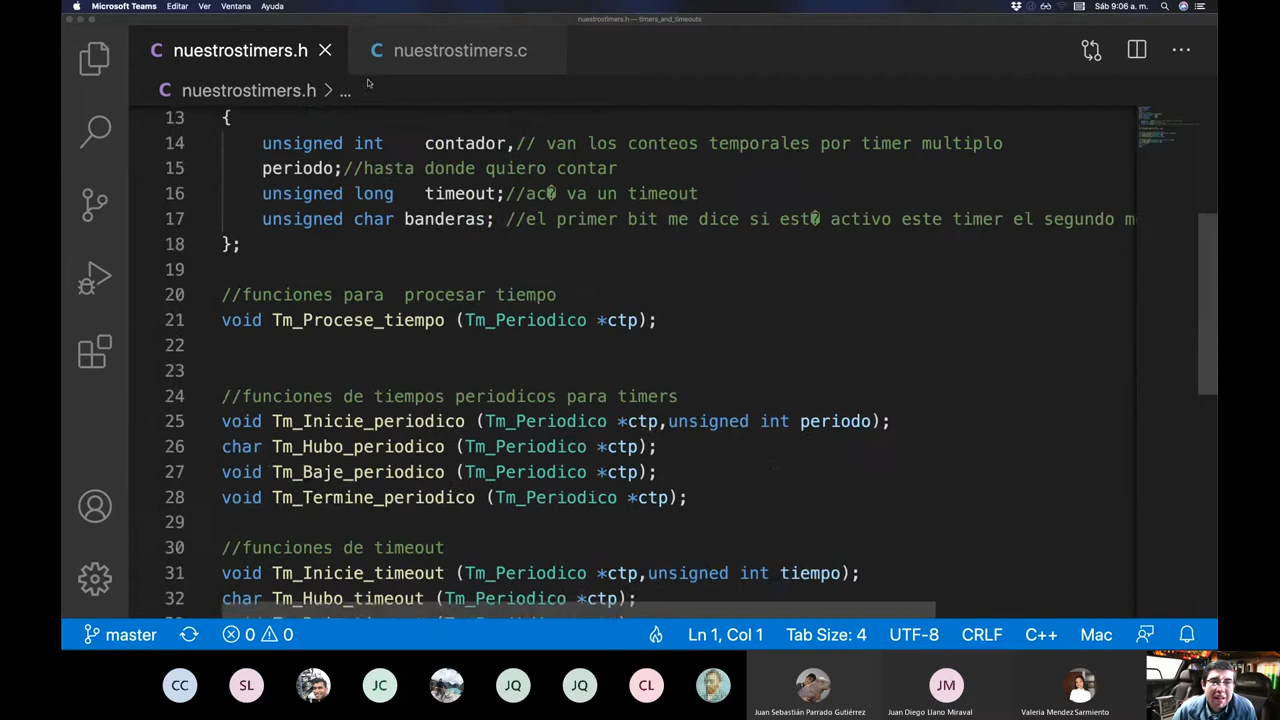 Microsoft Teams Editar Ver Ventana Ayuda Sáb 9:06 a. m.
nuestrostimers.h — timers_and_timeouts
nuestrostimers.h nuestrostimers.c
nuestrostimers.h > ...
13 {
14 unsigned int contador,// van los conteos temporales por timer multiplo
15 periodo;//hasta donde quiero contar
16 unsigned long timeout;//ac� va un timeout
17 unsigned char banderas; //el primer bit me dice si est� activo este timer el segundo m
18 };
19
20 //funciones para procesar tiempo
21 void Tm_Procese_tiempo (Tm_Periodico *ctp);
22
23
24 //funciones de tiempos periodicos para timers
25 void Tm_Inicie_periodico (Tm_Periodico *ctp,unsigned int periodo);
26 char Tm_Hubo_periodico (Tm_Periodico *ctp);
27 void Tm_Baje_periodico (Tm_Periodico *ctp);
28 void Tm_Termine_periodico (Tm_Periodico *ctp);
29
30 //funciones de timeout
31 void Tm_Inicie_timeout (Tm_Periodico *ctp,unsigned int tiempo);
32 char Tm_Hubo_timeout (Tm_Periodico *ctp);
master 0 0 Ln 1, Col 1 Tab Size: 4 UTF-8 CRLF C++ Mac
CC SL JC JQ JQ CL JM
Juan Sebastián Parrado Gutiérrez Juan Diego Llano Miraval Valeria Mendez Sarmiento